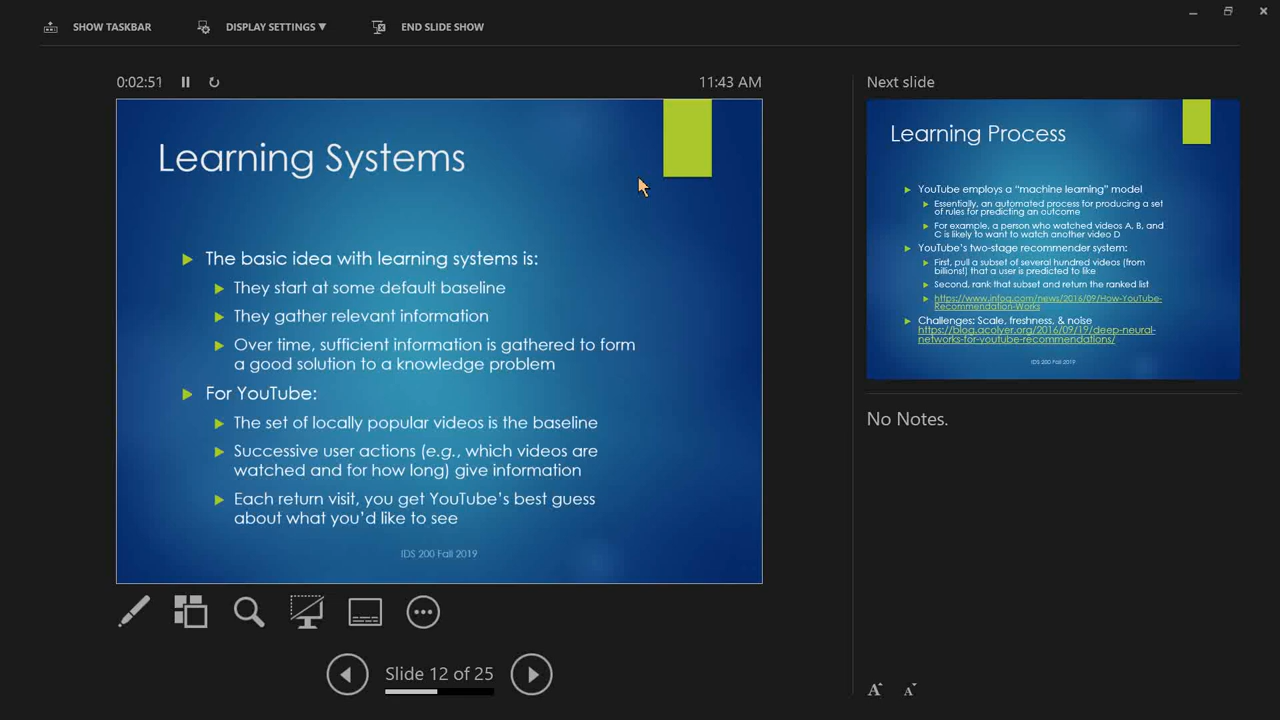 SHOW TASKBAR
DISPLAY SETTINGS ▼
END SLIDE SHOW
0:02:51
11:43 AM
Learning Systems
The basic idea with learning systems is:
They start at some default baseline
They gather relevant information
Over time, sufficient information is gathered to form
a good solution to a knowledge problem
For YouTube:
The set of locally popular videos is the baseline
Successive user actions (e.g., which videos are
watched and for how long) give information
Each return visit, you get YouTube's best guess
about what you'd like to see
IDS 200 Fall 2019
Slide 12 of 25
Next slide
Learning Process
YouTube employs a “machine learning” model
Essentially, an automated process for producing a set
of rules for predicting an outcome
For example, a person who watched videos A, B, and
C is likely to want to watch another video D
YouTube's two-stage recommender system:
First, pull a subset of several hundred videos (from
billions!) that a user is predicted to like
Second, rank that subset and return the ranked list
https://www.infoq.com/news/2016/09/How-YouTube-
Recommendation-Works
Challenges: Scale, freshness, & noise
https://blog.acolyer.org/2016/09/19/deep-neural-
networks-for-youtube-recommendations/
IDS 200 Fall 2019
No Notes.
A A